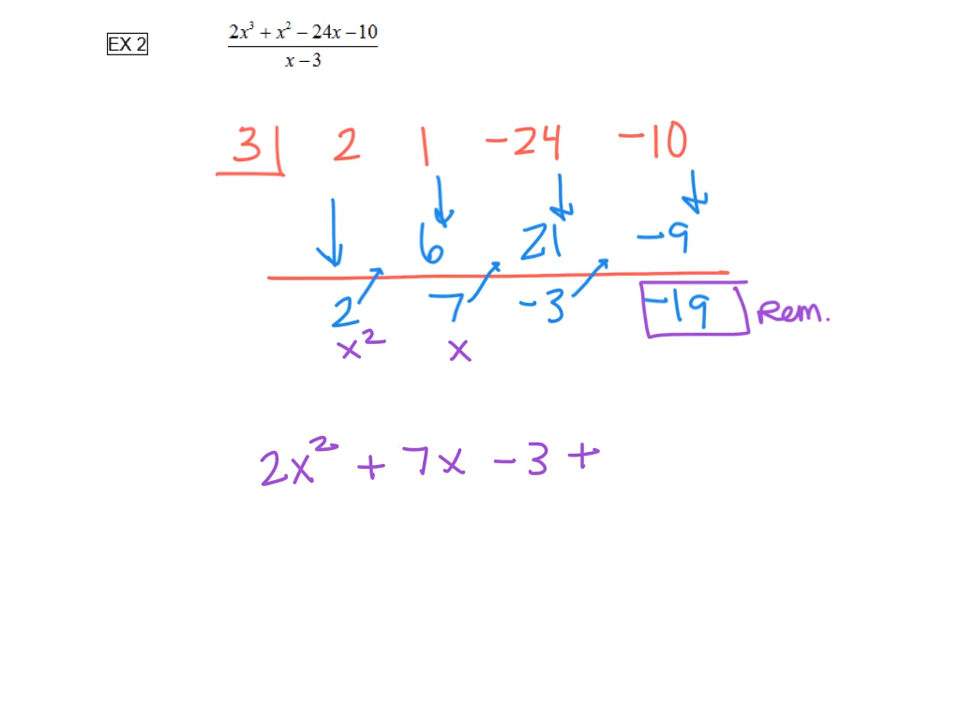 EX 2 (2x³ + x² − 24x − 10)/(x − 3)
3| 2 1 −24 −10
6 21 −9
2 7 −3 −19 Rem.
x² x
2x² + 7x − 3 +